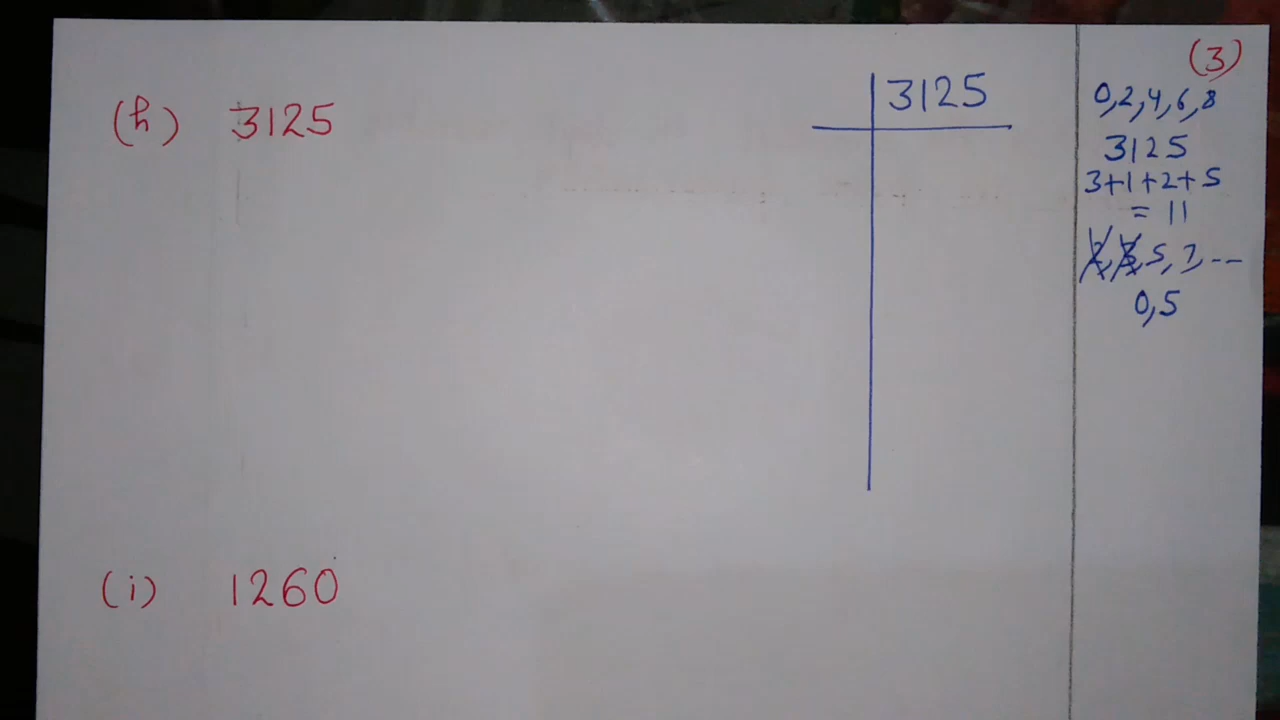 (h) 3125
3125
(3)
0,2,4,6,8
3125
3+1+2+5
= 11
2, 3, 5, 7, ---
0,5
(i) 1260